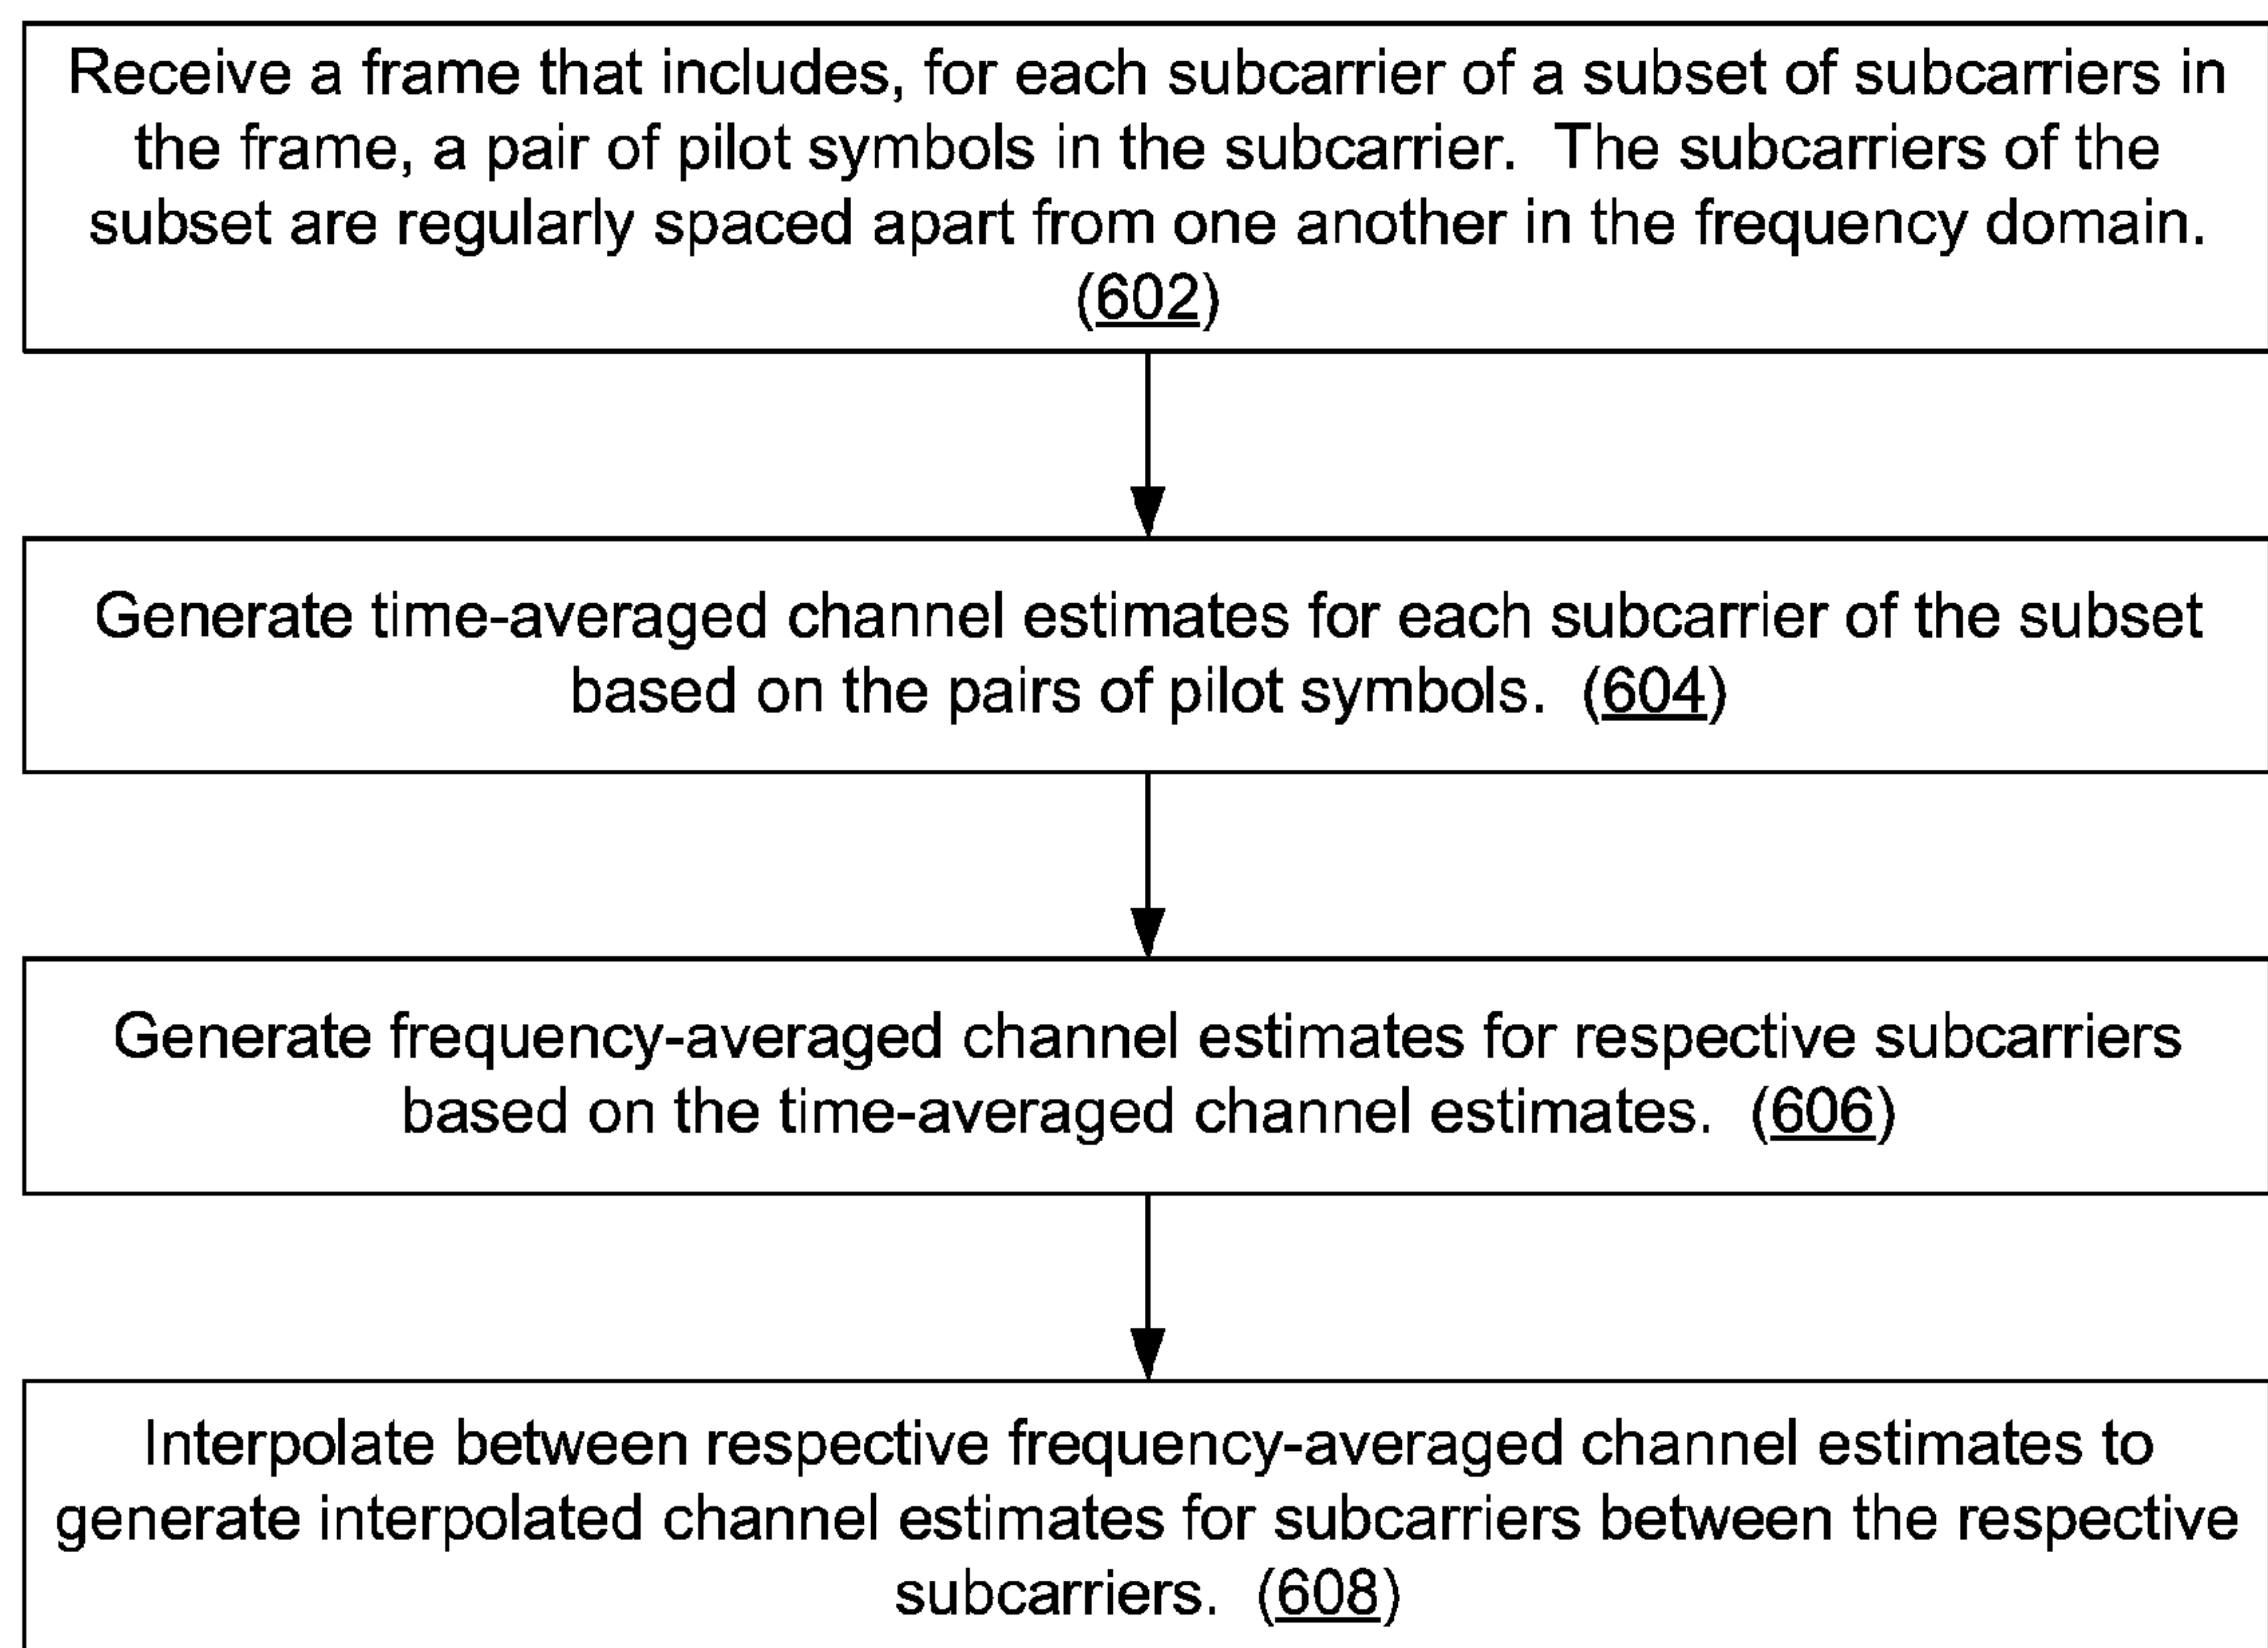 Receive a frame that includes, for each subcarrier of a subset of subcarriers in
the frame, a pair of pilot symbols in the subcarrier. The subcarriers of the
subset are regularly spaced apart from one another in the frequency domain.
(602)
Generate time-averaged channel estimates for each subcarrier of the subset
based on the pairs of pilot symbols. (604)
Generate frequency-averaged channel estimates for respective subcarriers
based on the time-averaged channel estimates. (606)
Interpolate between respective frequency-averaged channel estimates to
generate interpolated channel estimates for subcarriers between the respective
subcarriers. (608)